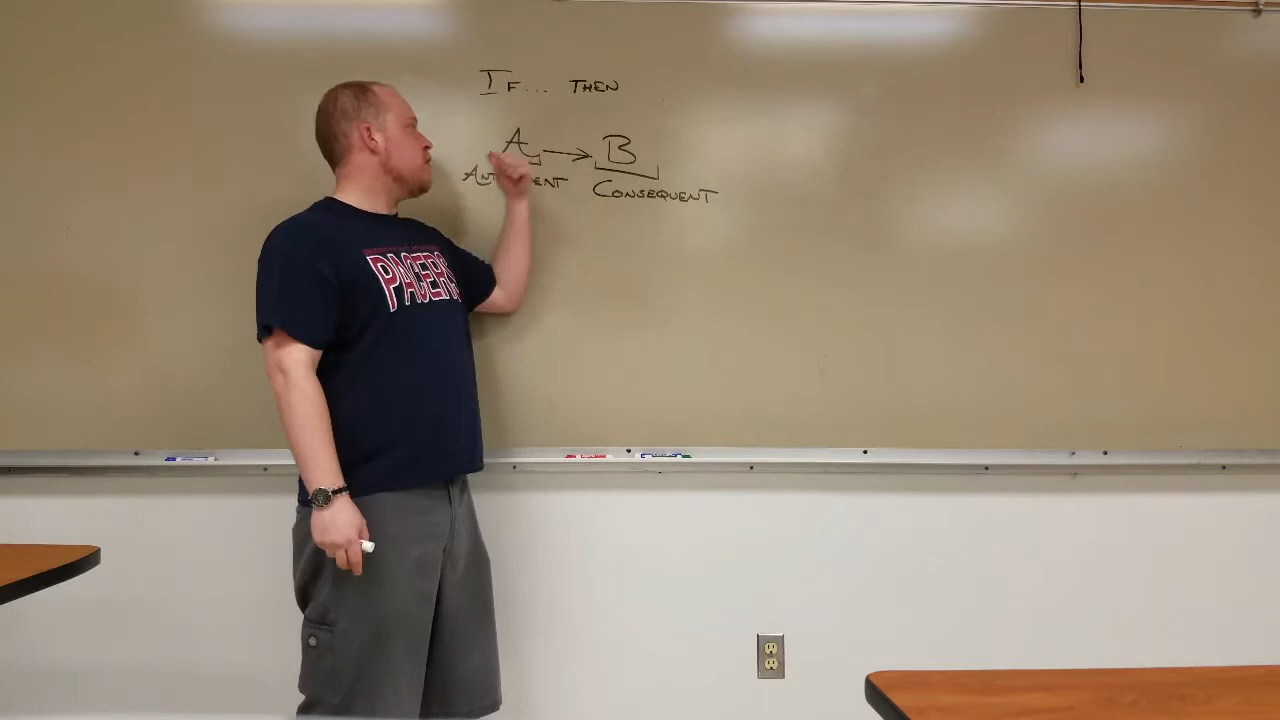 IF... THEN
A → B
CONSEQUENT
PACERS